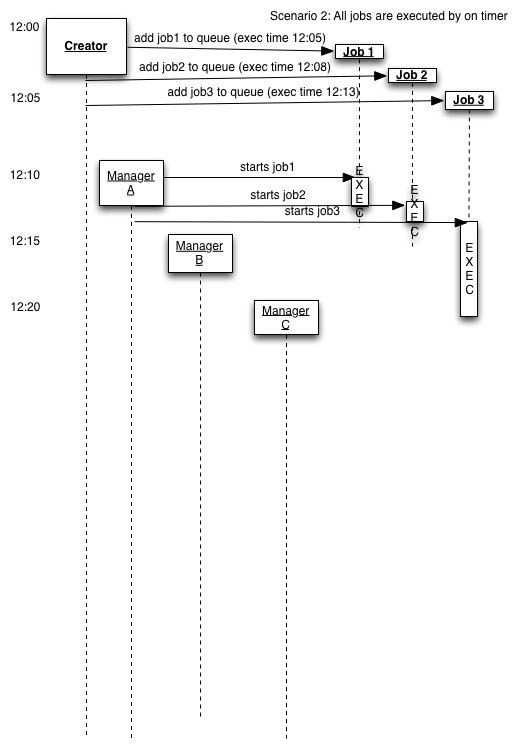 Scenario 2: All jobs are executed by on timer
12:00
Creator
add job1 to queue (exec time 12:05)
Job 1
add job2 to queue (exec time 12:08)
Job 2
12:05
add job3 to queue (exec time 12:13)
Job 3
12:10
Manager
A
starts job1
E
X
E
C
starts job2
E
X
E
C
starts job3
E
X
E
C
12:15
Manager
B
12:20
Manager
C